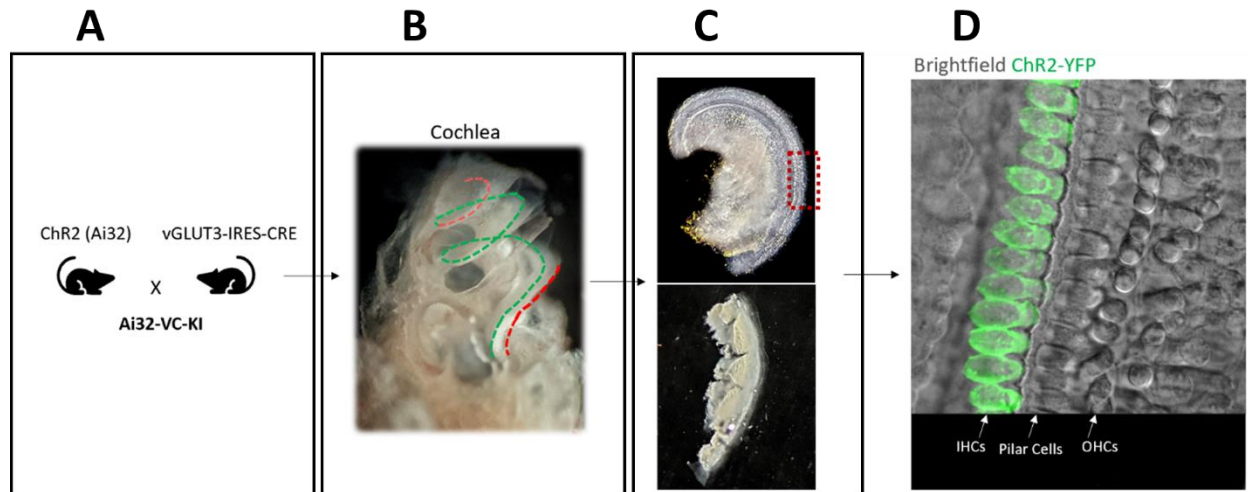 A
B
C
D
ChR2 (Ai32) vGLUT3-IRES-CRE
X
Ai32-VC-KI
Cochlea
Brightfield ChR2-YFP
IHCs Pilar Cells OHCs